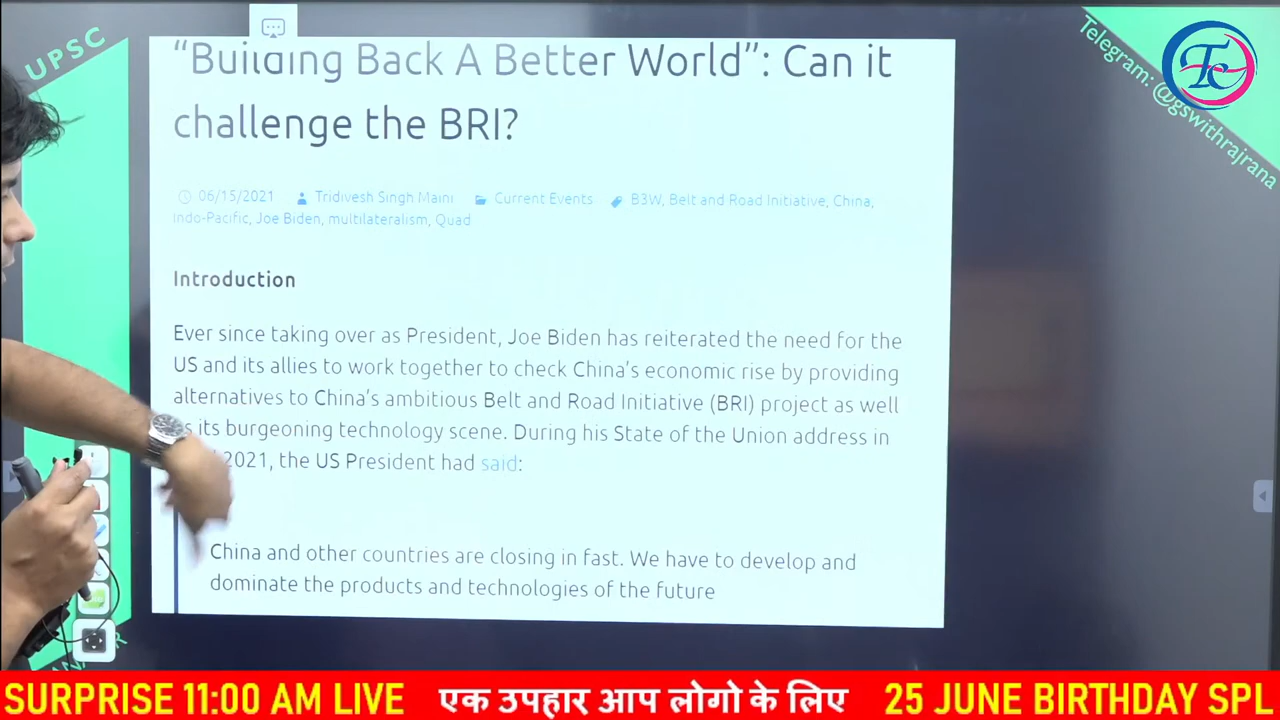 UPSC
Telegram: @gswithrajrana
Tc
“Building Back A Better World”: Can it
challenge the BRI?
06/15/2021 Tridivesh Singh Maini Current Events B3W, Belt and Road Initiative, China,
Indo-Pacific, Joe Biden, multilateralism, Quad
Introduction
Ever since taking over as President, Joe Biden has reiterated the need for the
US and its allies to work together to check China’s economic rise by providing
alternatives to China’s ambitious Belt and Road Initiative (BRI) project as well
its burgeoning technology scene. During his State of the Union address in
2021, the US President had said:
China and other countries are closing in fast. We have to develop and
dominate the products and technologies of the future
SURPRISE 11:00 AM LIVE एक उपहार आप लोगो के लिए 25 JUNE BIRTHDAY SPL